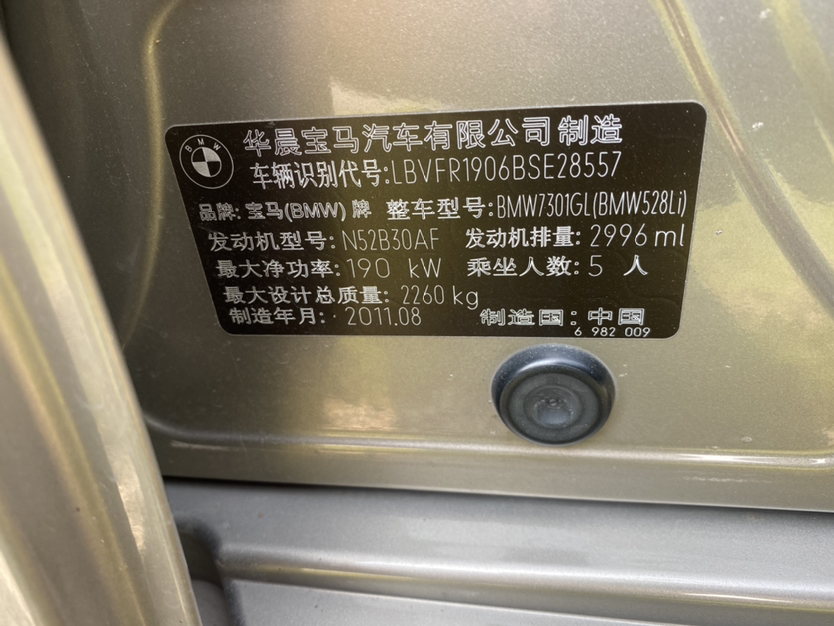 BMW
华晨宝马汽车有限公司制造
车辆识别代号:LBVFR1906BSE28557
品牌:宝马(BMW)牌 整车型号:BMW7301GL(BMW528Li)
发动机型号:N52B30AF 发动机排量:2996ml
最大净功率:190 kW 乘坐人数:5 人
最大设计总质量:2260kg
制造年月:2011.08 制造国:中国
6 982 009